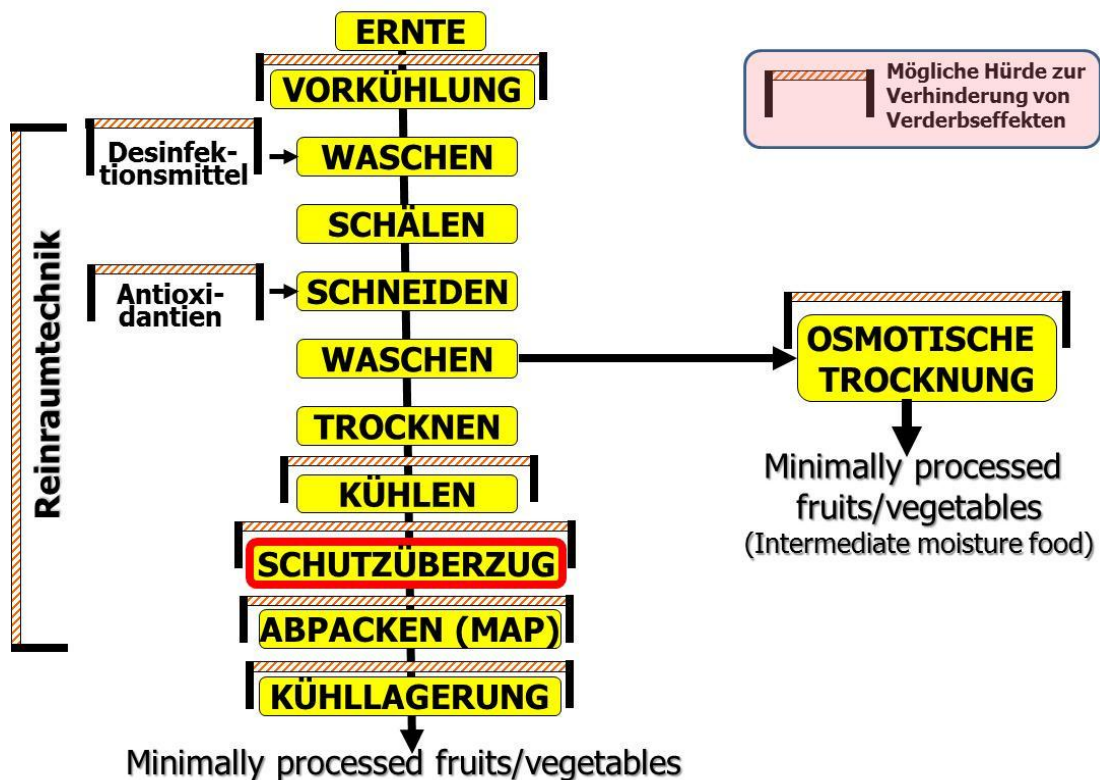 ERNTE
VORKÜHLUNG
Mögliche Hürde zur
Verhinderung von
Verderbseffekten
Reinraumtechnik
Desinfek-
tionsmittel
WASCHEN
SCHÄLEN
Antioxi-
dantien
SCHNEIDEN
WASCHEN
OSMOTISCHE
TROCKNUNG
TROCKNEN
KÜHLEN
Minimally processed
fruits/vegetables
(Intermediate moisture food)
SCHUTZÜBERZUG
ABPACKEN (MAP)
KÜHLLAGERUNG
Minimally processed fruits/vegetables